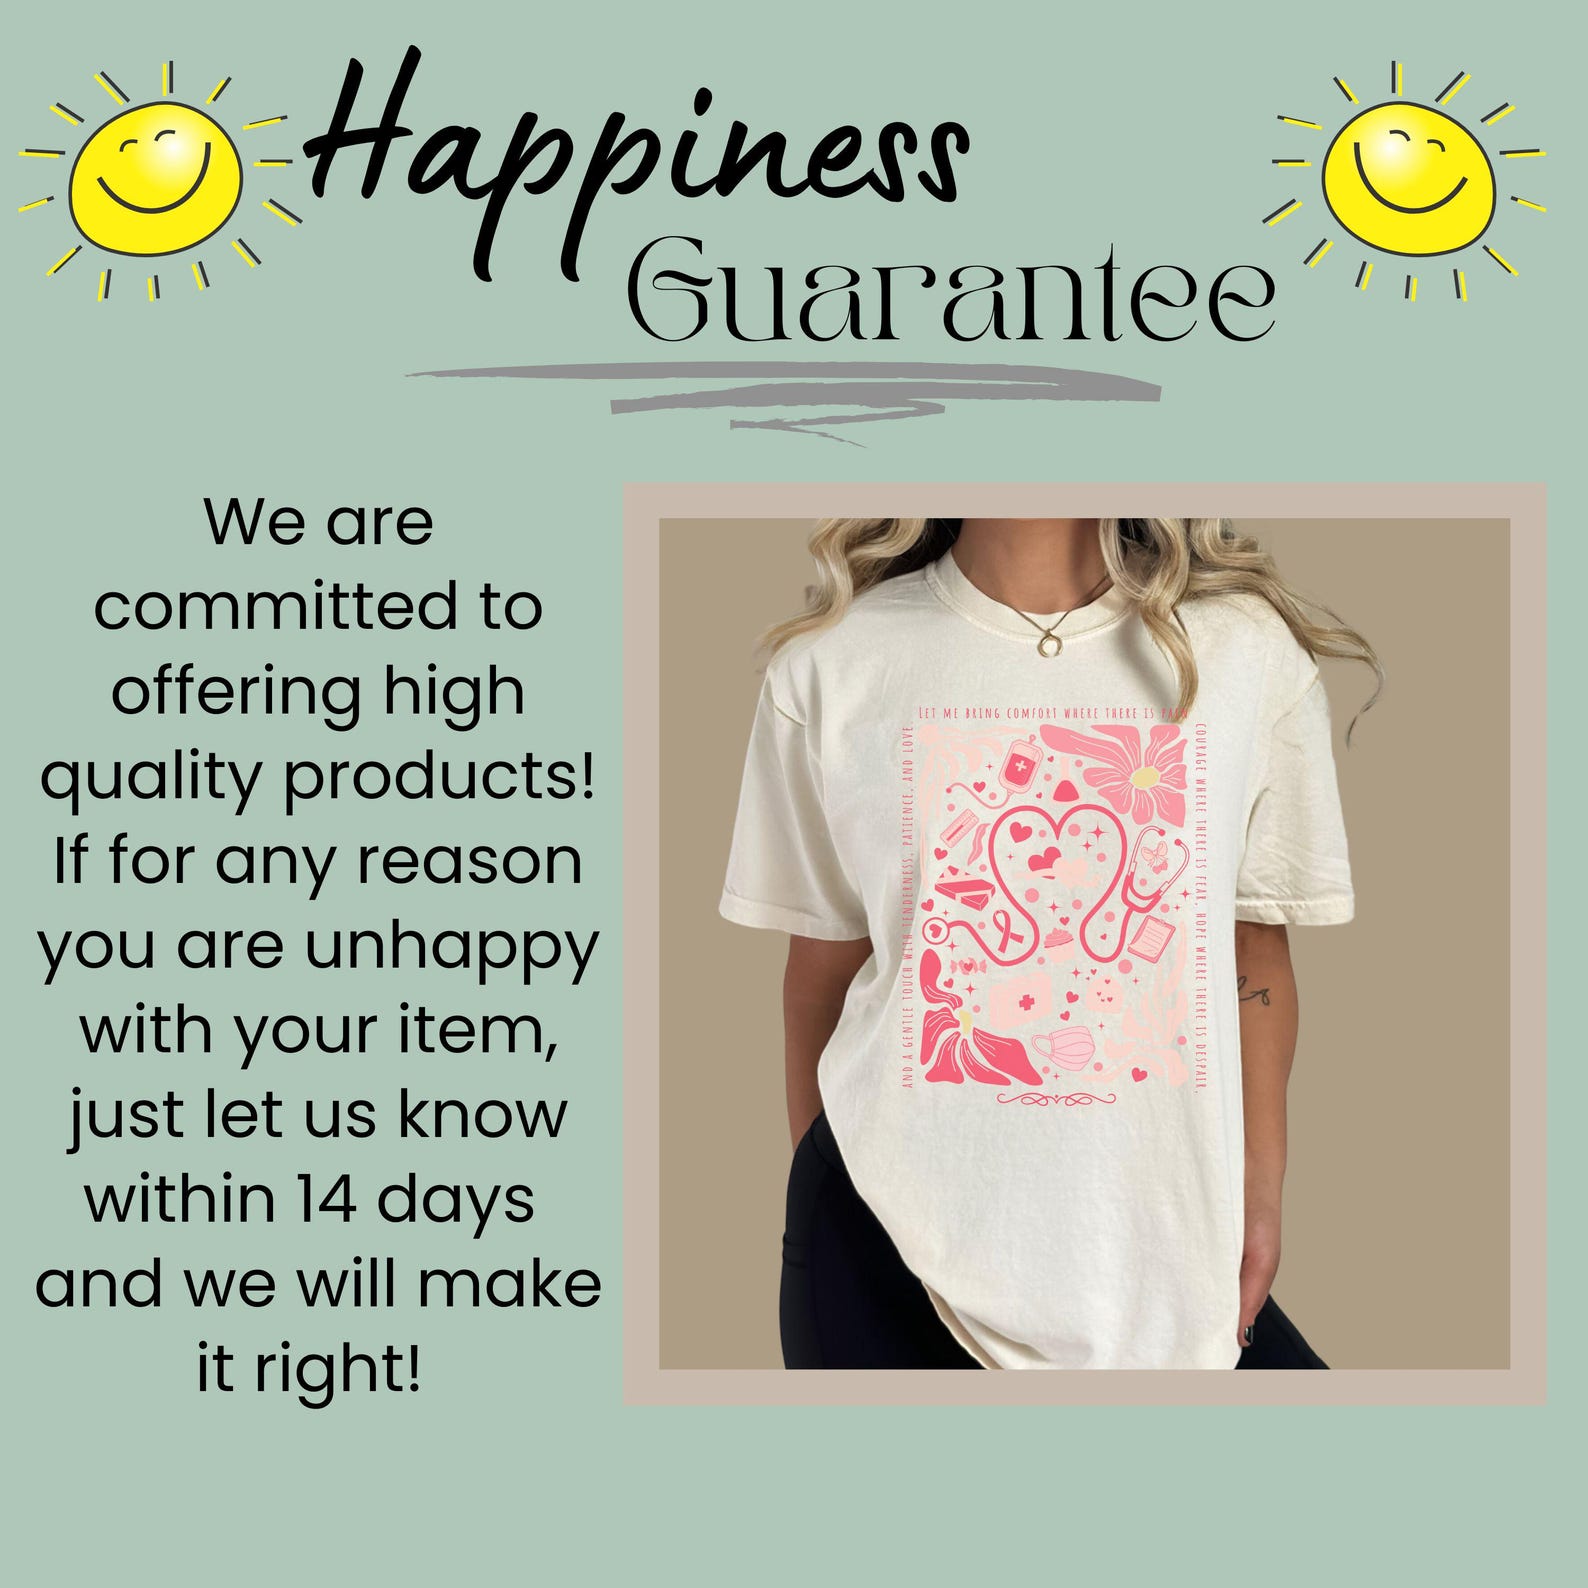 Happiness
Guarantee
We are
committed to
offering high
quality products!
If for any reason
you are unhappy
with your item,
just let us know
within 14 days
and we will make
it right!
LET ME BRING COMFORT WHERE THERE IS PAIN
COURAGE WHERE THERE IS FEAR, HOPE WHERE THERE IS DESPAIR,
AND A GENTLE TOUCH WITH TENDERNESS, PATIENCE, AND LOVE